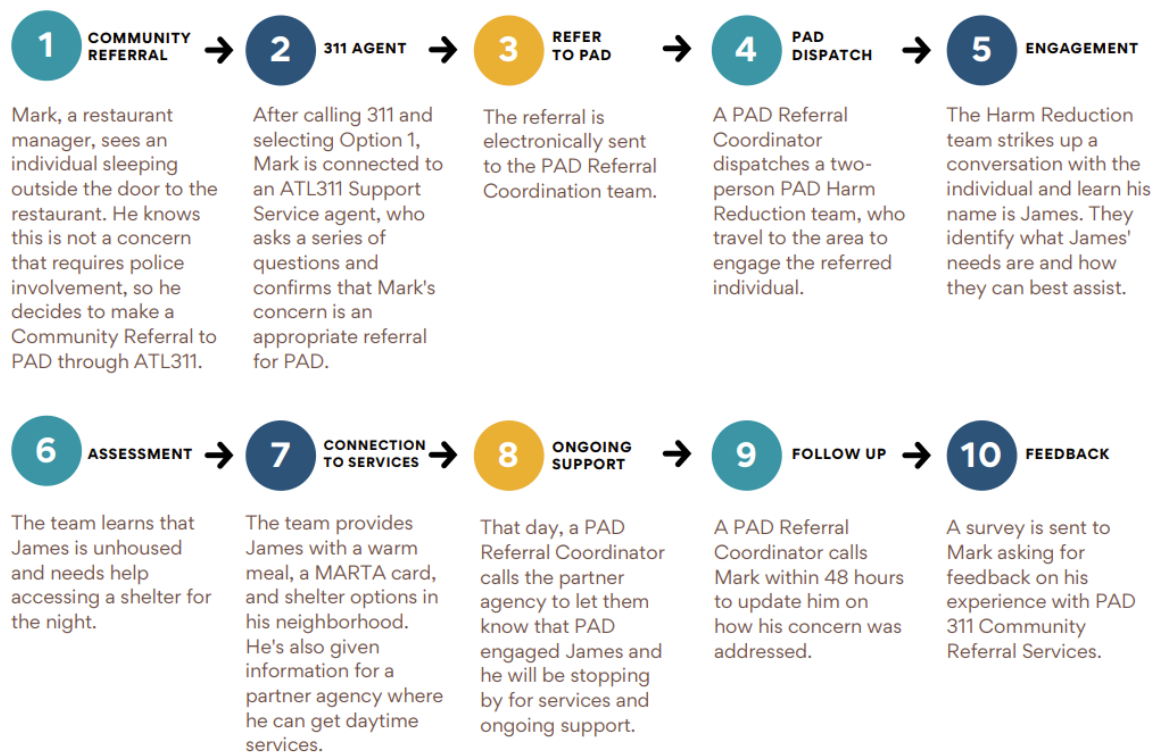 1
COMMUNITY
REFERRAL
Mark, a restaurant
manager, sees an
individual sleeping
outside the door to the
restaurant. He knows
this is not a concern
that requires police
involvement, so he
decides to make a
Community Referral to
PAD through ATL311.
2
311 AGENT
After calling 311 and
selecting Option 1,
Mark is connected to
an ATL311 Support
Service agent, who
asks a series of
questions and
confirms that Mark's
concern is an
appropriate referral
for PAD.
3
REFER
TO PAD
The referral is
electronically sent
to the PAD Referral
Coordination team.
4
PAD
DISPATCH
A PAD Referral
Coordinator
dispatches a two-
person PAD Harm
Reduction team, who
travel to the area to
engage the referred
individual.
5
ENGAGEMENT
The Harm Reduction
team strikes up a
conversation with the
individual and learn his
name is James. They
identify what James'
needs are and how
they can best assist.
6
ASSESSMENT
The team learns that
James is unhoused
and needs help
accessing a shelter for
the night.
7
CONNECTION
TO SERVICES
The team provides
James with a warm
meal, a MARTA card,
and shelter options in
his neighborhood.
He's also given
information for a
partner agency where
he can get daytime
services.
8
ONGOING
SUPPORT
That day, a PAD
Referral Coordinator
calls the partner
agency to let them
know that PAD
engaged James and
he will be stopping
by for services and
ongoing support.
9
FOLLOW UP
A PAD Referral
Coordinator calls
Mark within 48 hours
to update him on
how his concern was
addressed.
10
FEEDBACK
A survey is sent to
Mark asking for
feedback on his
experience with PAD
311 Community
Referral Services.